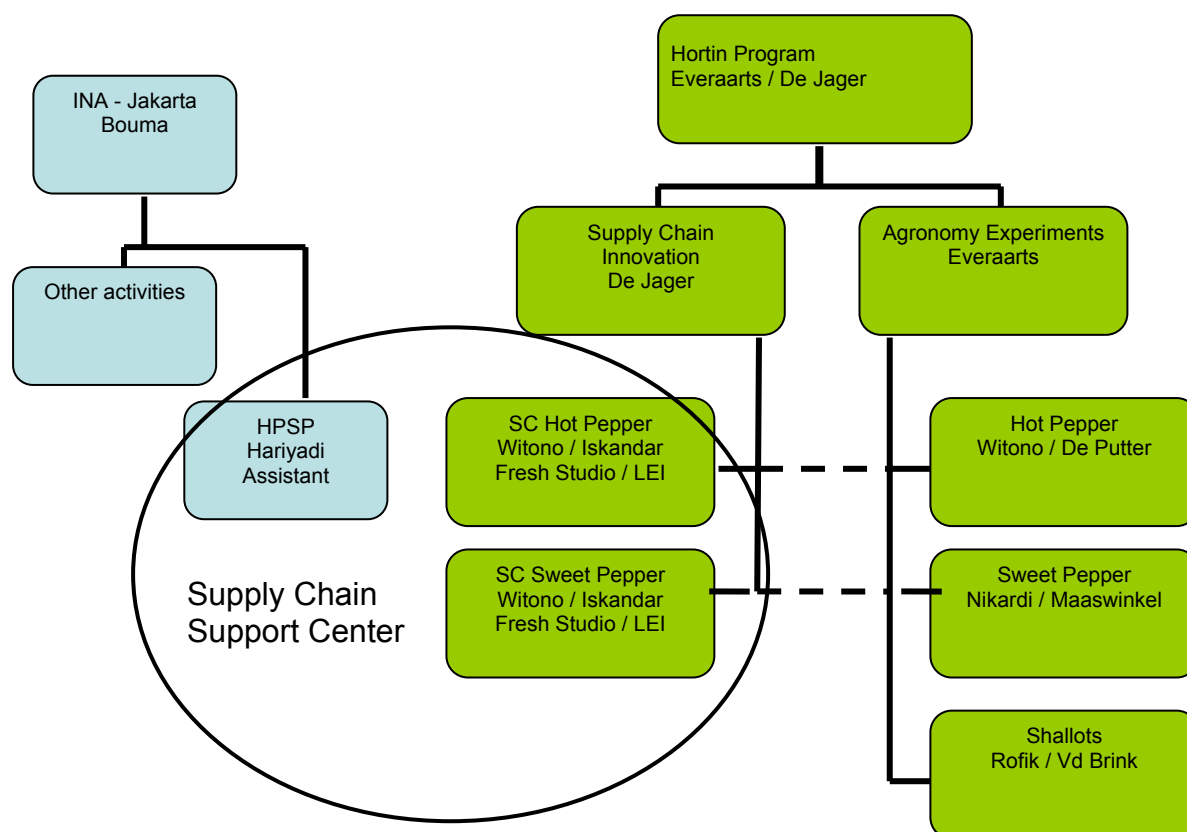 Hortin Program
Everaarts / De Jager
INA - Jakarta
Bouma
Supply Chain
Innovation
De Jager
Agronomy Experiments
Everaarts
Other activities
HPSP
Hariyadi
Assistant
SC Hot Pepper
Witono / Iskandar
Fresh Studio / LEI
Hot Pepper
Witono / De Putter
Supply Chain
Support Center
SC Sweet Pepper
Witono / Iskandar
Fresh Studio / LEI
Sweet Pepper
Nikardi / Maaswinkel
Shallots
Rofik / Vd Brink